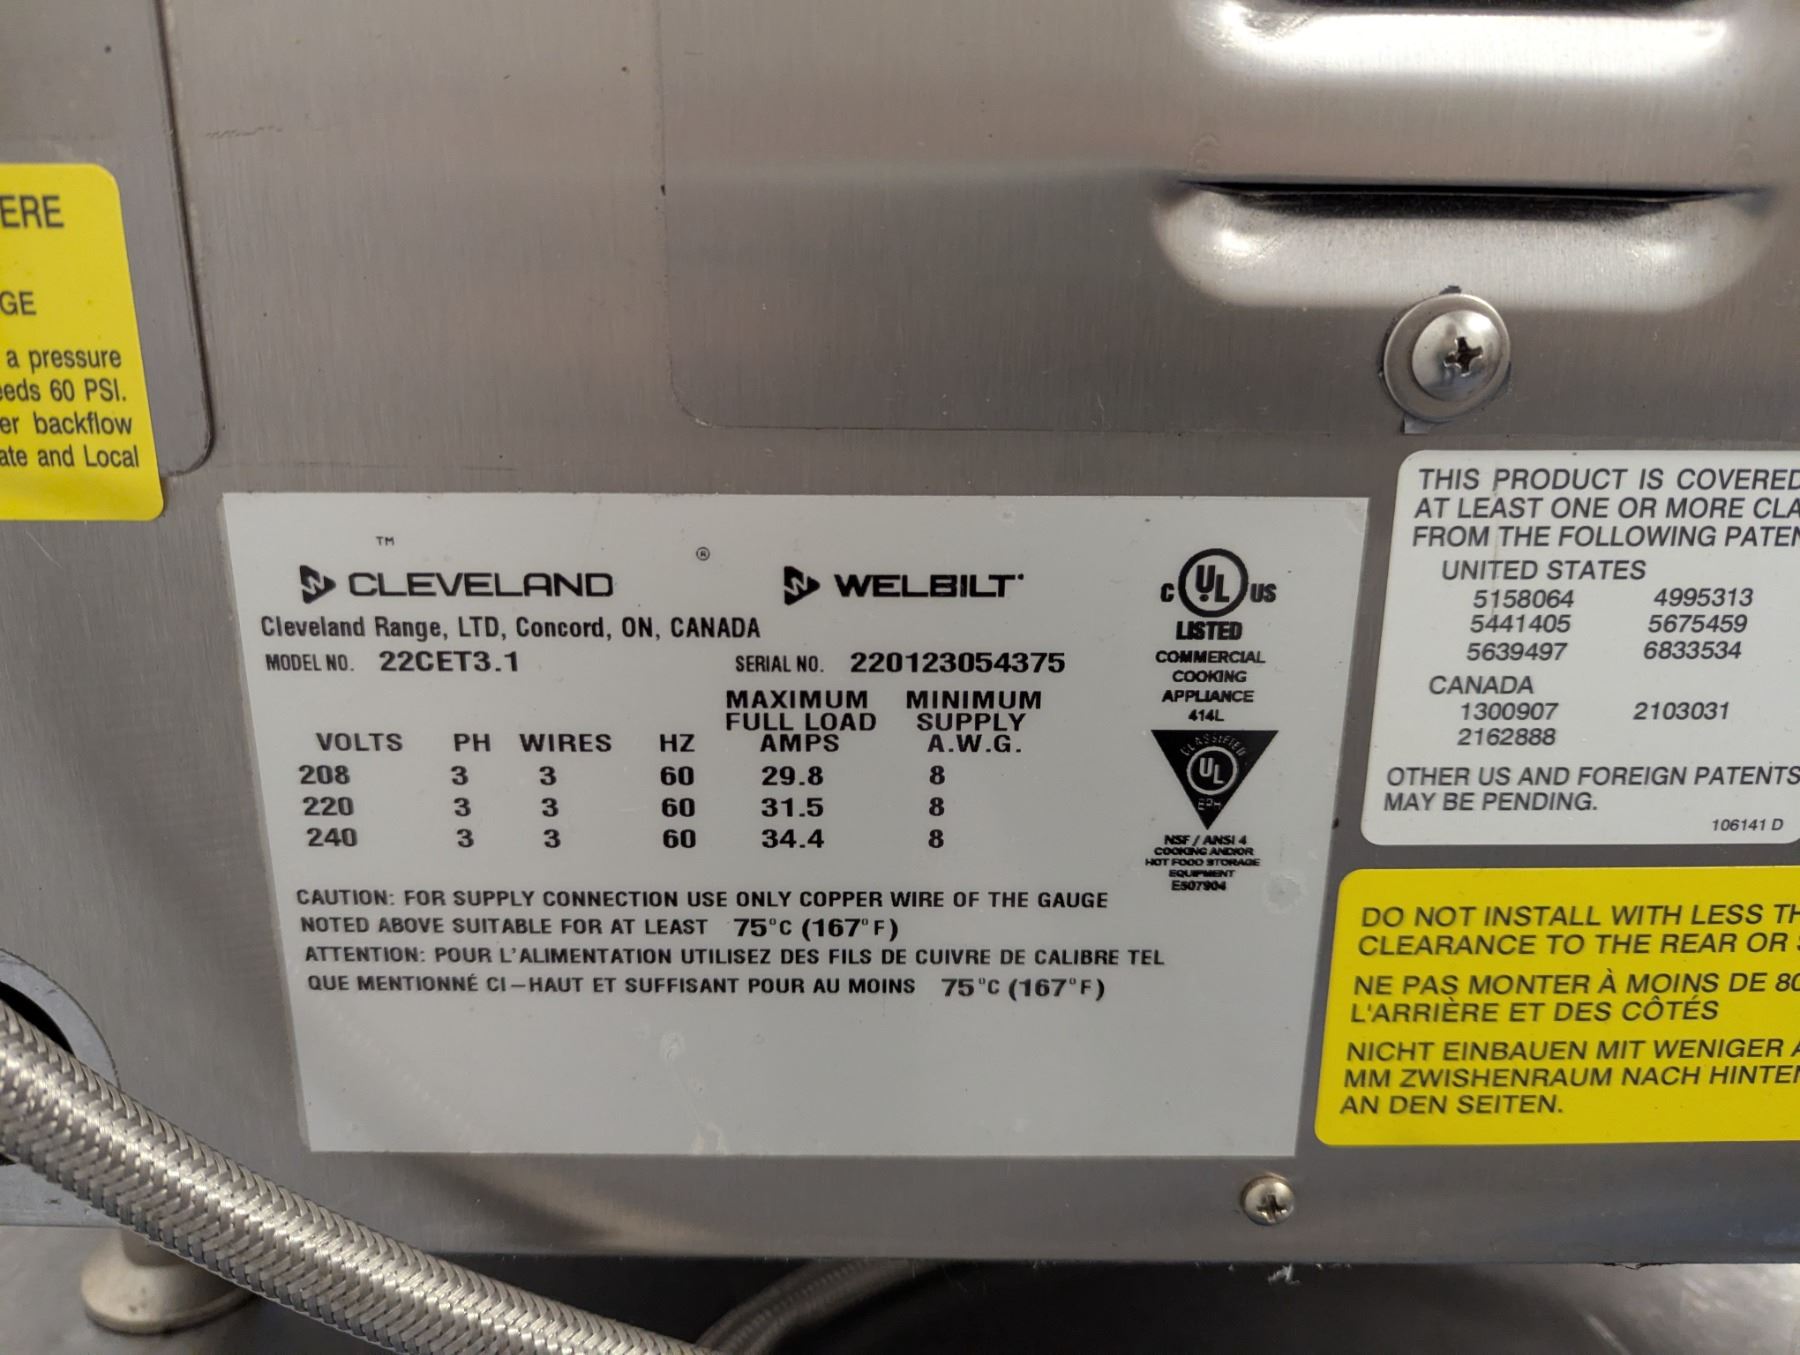 ERE
GE
a pressure
eeds 60 PSI.
er backflow
ate and Local
™
®
CLEVELAND
WELBILT
Cleveland Range, LTD, Concord, ON, CANADA
MODEL NO. 22CET3.1
SERIAL NO. 220123054375
MAXIMUM MINIMUM
FULL LOAD SUPPLY
VOLTS PH WIRES HZ AMPS A.W.G.
208 3 3 60 29.8 8
220 3 3 60 31.5 8
240 3 3 60 34.4 8
CAUTION: FOR SUPPLY CONNECTION USE ONLY COPPER WIRE OF THE GAUGE
NOTED ABOVE SUITABLE FOR AT LEAST 75°C (167°F)
ATTENTION: POUR L'ALIMENTATION UTILISEZ DES FILS DE CUIVRE DE CALIBRE TEL
QUE MENTIONNÉ CI-HAUT ET SUFFISANT POUR AU MOINS 75°C (167°F)
C UL US
LISTED
COMMERCIAL
COOKING
APPLIANCE
414L
CLASSIFIED
UL
EPH
NSF / ANSI 4
COOKING AND/OR
HOT FOOD STORAGE
EQUIPMENT
E507904
THIS PRODUCT IS COVERED
AT LEAST ONE OR MORE CLA
FROM THE FOLLOWING PATEN
UNITED STATES
5158064 4995313
5441405 5675459
5639497 6833534
CANADA
1300907 2103031
2162888
OTHER US AND FOREIGN PATENTS
MAY BE PENDING.
106141 D
DO NOT INSTALL WITH LESS TH
CLEARANCE TO THE REAR OR
NE PAS MONTER À MOINS DE 80
L'ARRIÈRE ET DES CÔTÉS
NICHT EINBAUEN MIT WENIGER A
MM ZWISHENRAUM NACH HINTEN
AN DEN SEITEN.